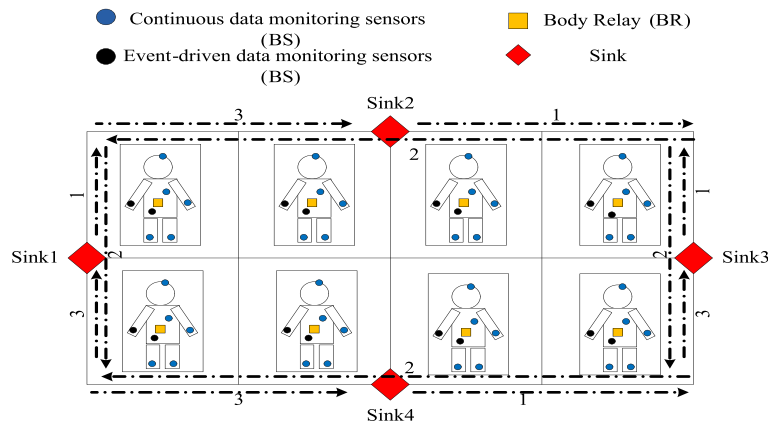 Continuous data monitoring sensors
(BS)
Body Relay (BR)
Event-driven data monitoring sensors
(BS)
Sink
Sink2
3
1
2
1
1
Sink1
2
2
Sink3
3
3
2
3
1
Sink4